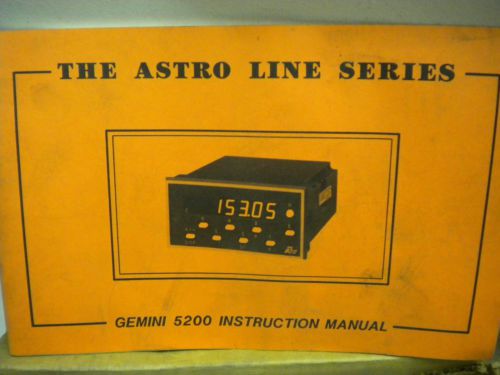 THE ASTRO LINE SERIES
153.05
GEMINI 5200 INSTRUCTION MANUAL